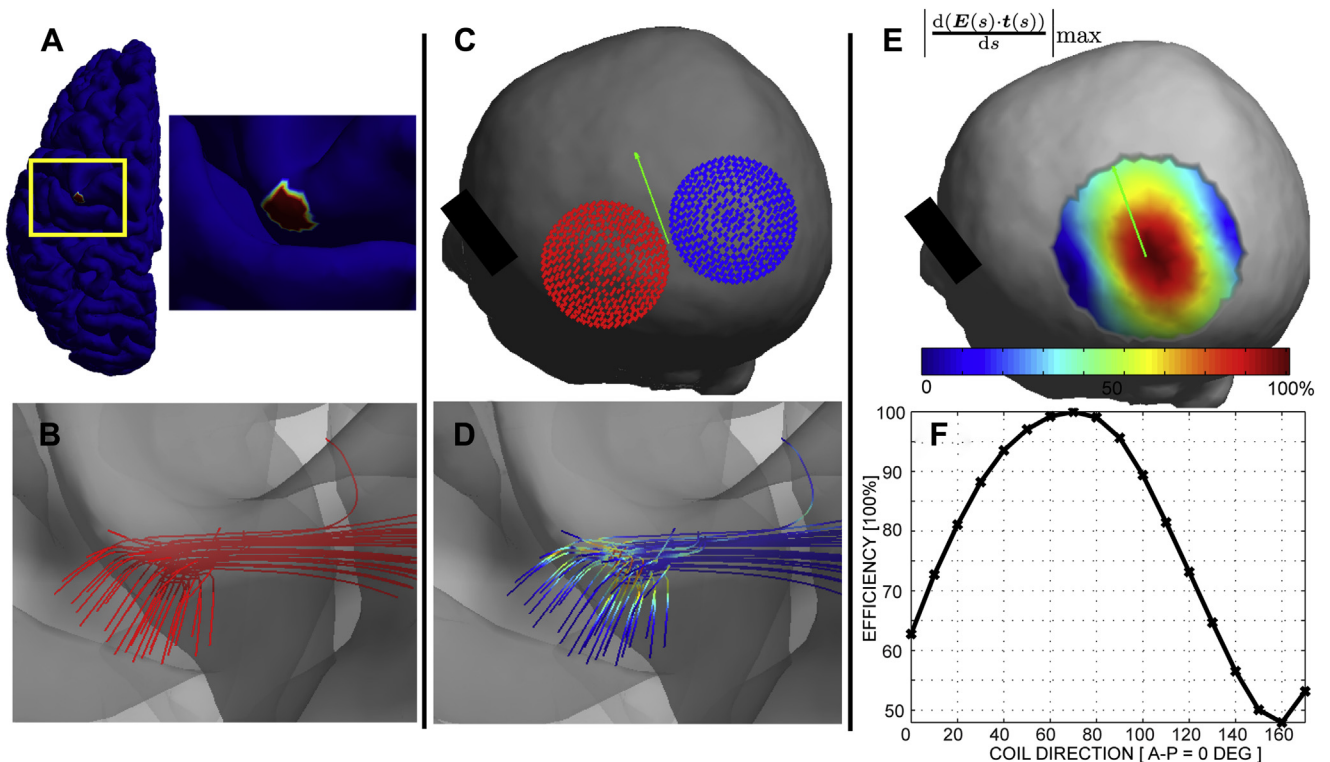 A
B
C
D
E
|d(E(s)·t(s))/ds|max
0 50 100%
F
EFFICIENCY [100%]
100
90
80
70
60
50
0 20 40 60 80 100 120 140 160
COIL DIRECTION [ A-P = 0 DEG ]